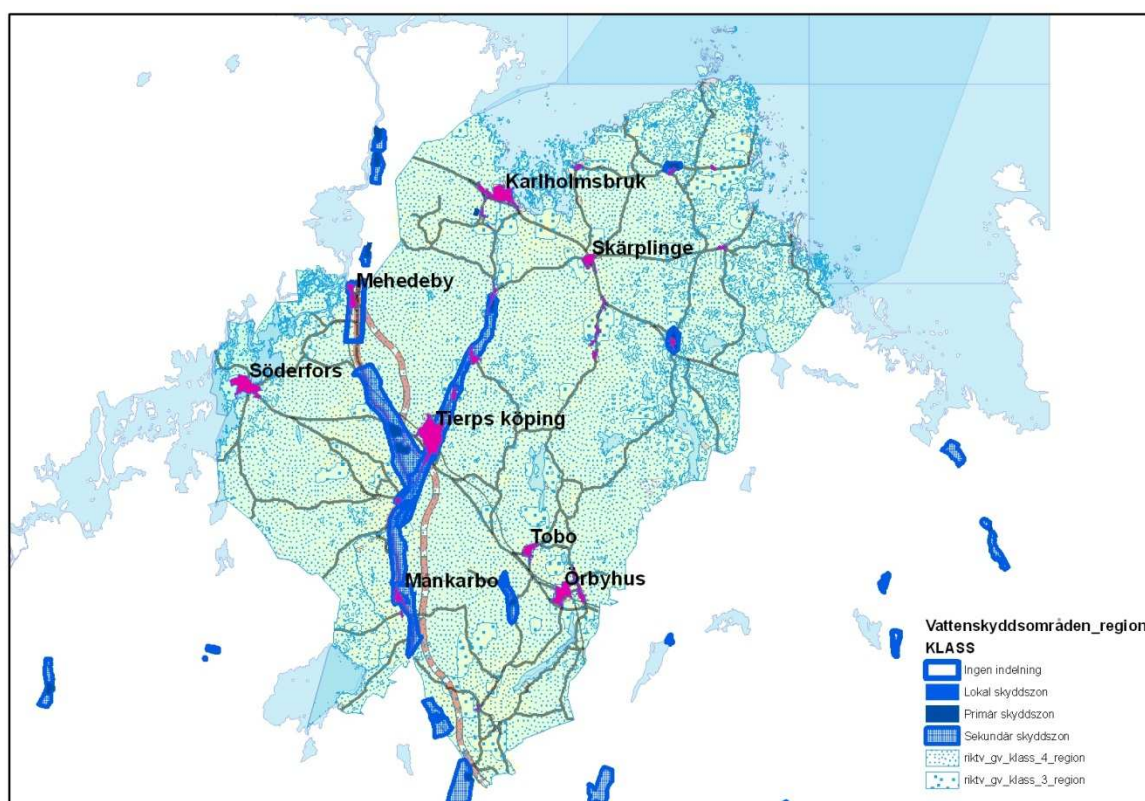 Karlholmsbruk
Skärplinge
Mehedeby
Söderfors
Tierps köping
Tobo
Månkarbo
Örbyhus
Vattenskyddsområden_region
KLASS
Ingen indelning
Lokal skyddszon
Primär skyddszon
Sekundär skyddszon
riktv_gv_klass_4_region
riktv_gv_klass_3_region